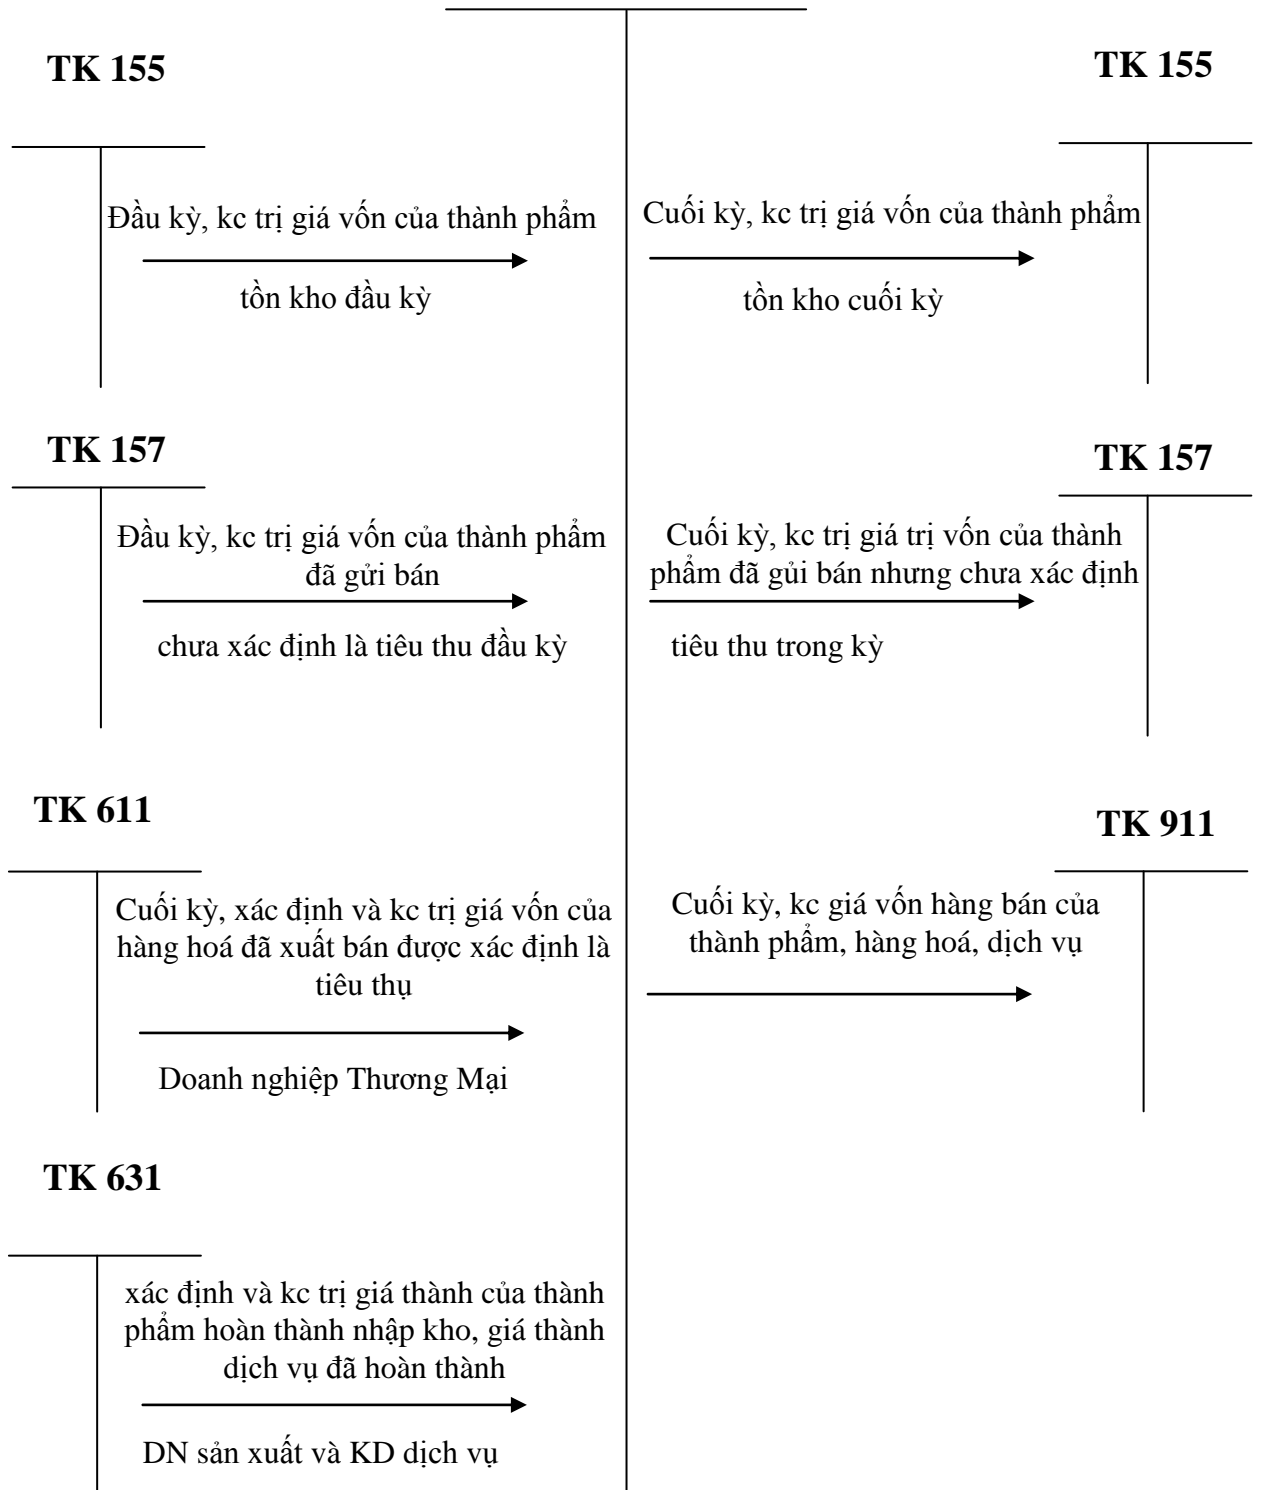 TK 155
TK 155
Đầu kỳ, kc trị giá vốn của thành phẩm
tồn kho đầu kỳ
Cuối kỳ, kc trị giá vốn của thành phẩm
tồn kho cuối kỳ
TK 157
TK 157
Đầu kỳ, kc trị giá vốn của thành phẩm
đã gửi bán
chưa xác định là tiêu thu đầu kỳ
Cuối kỳ, kc trị giá trị vốn của thành
phẩm đã gủi bán nhưng chưa xác định
tiêu thu trong kỳ
TK 611
TK 911
Cuối kỳ, xác định và kc trị giá vốn của
hàng hoá đã xuất bán được xác định là
tiêu thụ
Doanh nghiệp Thương Mại
Cuối kỳ, kc giá vốn hàng bán của
thành phẩm, hàng hoá, dịch vụ
TK 631
xác định và kc trị giá thành của thành
phẩm hoàn thành nhập kho, giá thành
dịch vụ đã hoàn thành
DN sản xuất và KD dịch vụ